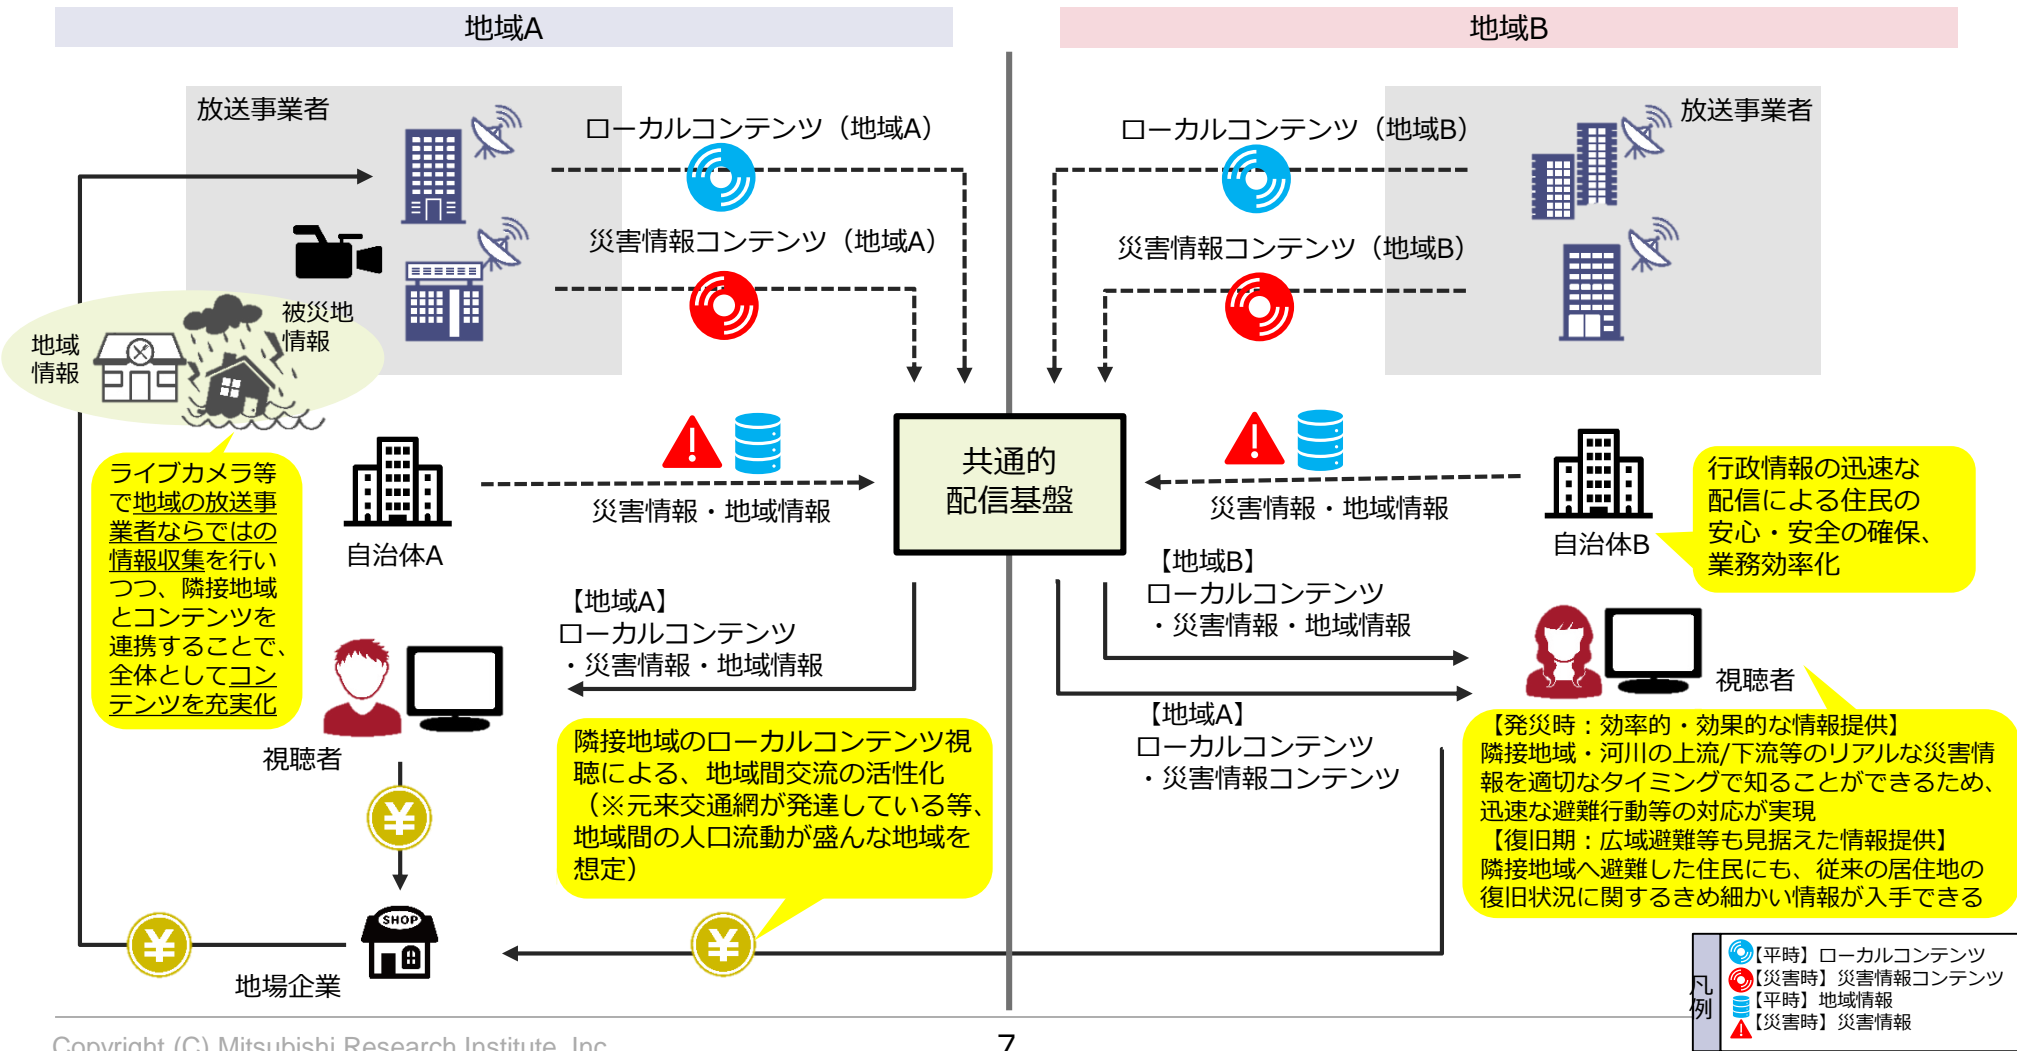 地域A
地域B
放送事業者
ローカルコンテンツ（地域A）
災害情報コンテンツ（地域A）
被災地
情報
地域
情報
ローカルコンテンツ（地域B）
災害情報コンテンツ（地域B）
放送事業者
ライブカメラ等
で地域の放送事
業者ならではの
情報収集を行い
つつ、隣接地域
とコンテンツを
連携することで、
全体としてコン
テンツを充実化
自治体A
災害情報・地域情報
共通的
配信基盤
災害情報・地域情報
自治体B
行政情報の迅速な
配信による住民の
安心・安全の確保、
業務効率化
【地域A】
ローカルコンテンツ
・災害情報・地域情報
【地域B】
ローカルコンテンツ
・災害情報・地域情報
視聴者
視聴者
【地域A】
ローカルコンテンツ
・災害情報コンテンツ
隣接地域のローカルコンテンツ視
聴による、地域間交流の活性化
（※元来交通網が発達している等、
地域間の人口流動が盛んな地域を
想定）
【発災時：効率的・効果的な情報提供】
隣接地域・河川の上流/下流等のリアルな災害情
報を適切なタイミングで知ることができるため、
迅速な避難行動等の対応が実現
【復旧期：広域避難等も見据えた情報提供】
隣接地域へ避難した住民にも、従来の居住地の
復旧状況に関するきめ細かい情報が入手できる
¥
SHOP
¥
¥
地場企業
凡例
【平時】ローカルコンテンツ
【災害時】災害情報コンテンツ
【平時】地域情報
【災害時】災害情報
Copyright (C) Mitsubishi Research Institute, Inc.
7